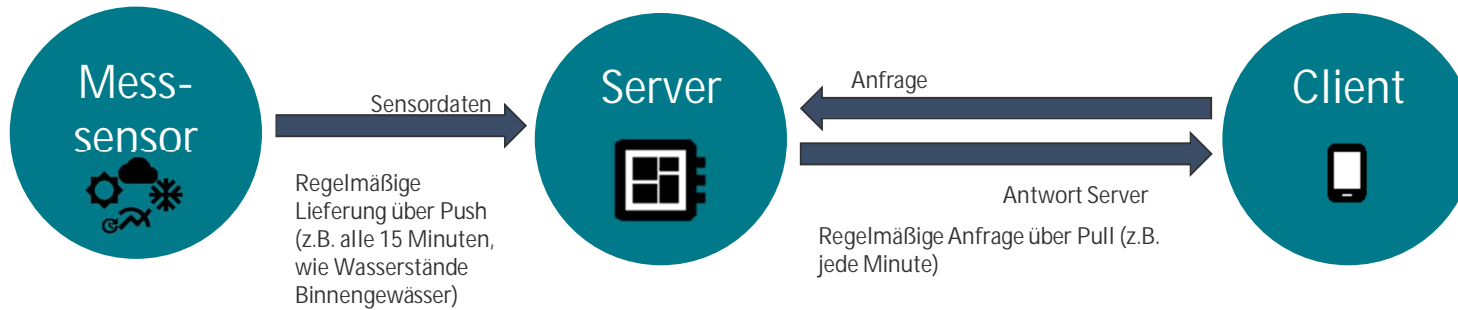 Mess-
sensor
Sensordaten
Regelmäßige
Lieferung über Push
(z.B. alle 15 Minuten,
wie Wasserstände
Binnengewässer)
Server
Anfrage
Antwort Server
Regelmäßige Anfrage über Pull (z.B.
jede Minute)
Client